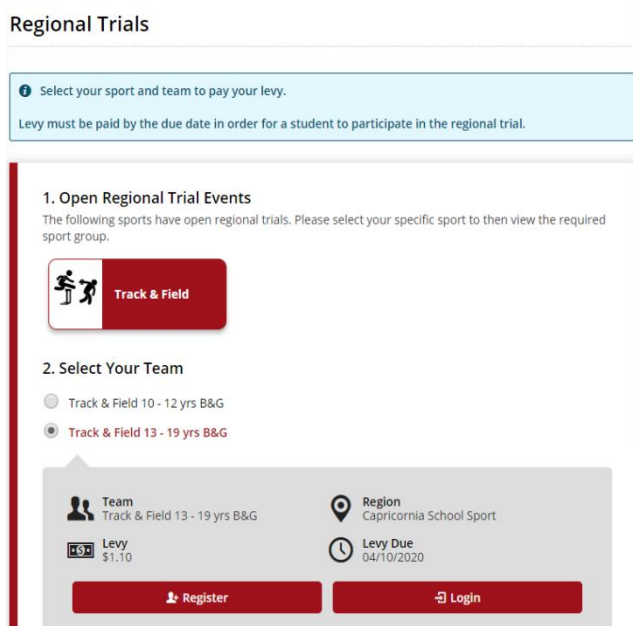 Regional Trials
Select your sport and team to pay your levy.
Levy must be paid by the due date in order for a student to participate in the regional trial.
1. Open Regional Trial Events
The following sports have open regional trials. Please select your specific sport to then view the required
sport group.
Track & Field
2. Select Your Team
Track & Field 10 - 12 yrs B&G
Track & Field 13 - 19 yrs B&G
Team
Track & Field 13 - 19 yrs B&G
Region
Capricornia School Sport
Levy
$1.10
Levy Due
04/10/2020
Register
Login